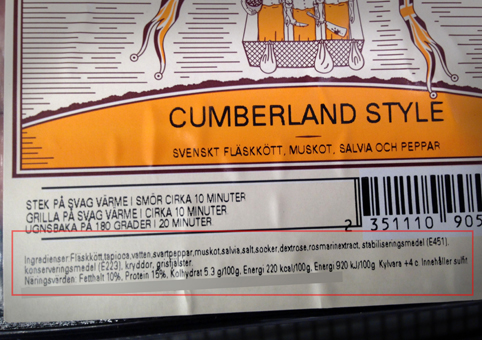 CUMBERLAND STYLE
SVENSKT FLÄSKKÖTT, MUSKOT, SALVIA OCH PEPPAR
STEK PÅ SVAG VÄRME I SMÖR CIRKA 10 MINUTER
GRILLA PÅ SVAG VÄRME I CIRKA 10 MINUTER
UGNSBAKA PÅ 180 GRADER I 20 MINUTER
2 351110 905
Ingredienser:Fläskkött,tapioca,vatten,svartpeppar,muskot,salvia,salt,socker,dextrose,rosmarinextract, stabiliseringsmedel (E451),
konserveringsmedel (E223), kryddor, grisfjälster.
Näringsvärden: Fetthalt 10%, Protein 15%, Kolhydrat 5.3 g/100g, Energi 220 kcal/100g, Energi 920 kJ/100g Kylvara +4 c Innehåller sulfit